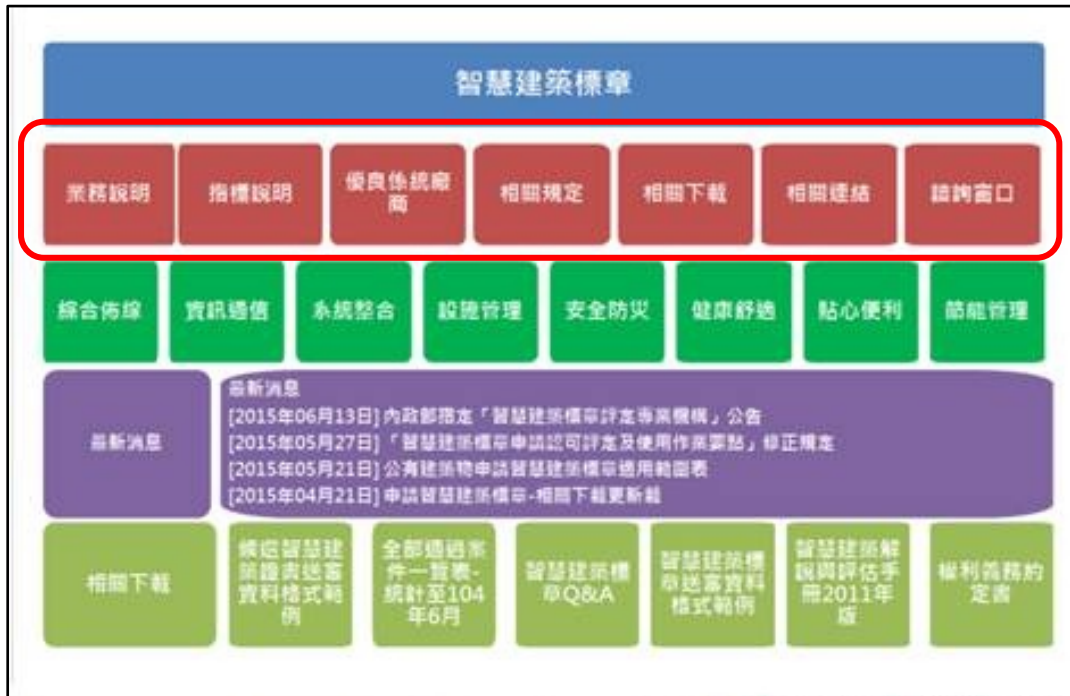 智慧建築標章
業務說明
指標說明
優良係統廠
商
相關規定
相關下載
相關連結
諮詢窗口
綜合佈線
資訊通信
系統整合
設施管理
安全防災
健康舒適
貼心便利
節能管理
最新消息
最新消息
[2015年06月13日] 內政部指定「智慧建築標章評定專業機構」公告
[2015年05月27日]「智慧建築標章申請認可評定及使用作業要點」修正規定
[2015年05月21日] 公有建築物申請智慧建築標章適用範圍表
[2015年04月21日] 申請智慧建築標章-相關下載更新載
相關下載
候選智慧建
築證書送審
資料格式範
例
全部通過案
件一覽表-
統計至104
年6月
智慧建築標
章Q&A
智慧建築標
章送審資料
格式範例
智慧建築解
說與評估手
冊2011年
版
權利義務約
定書